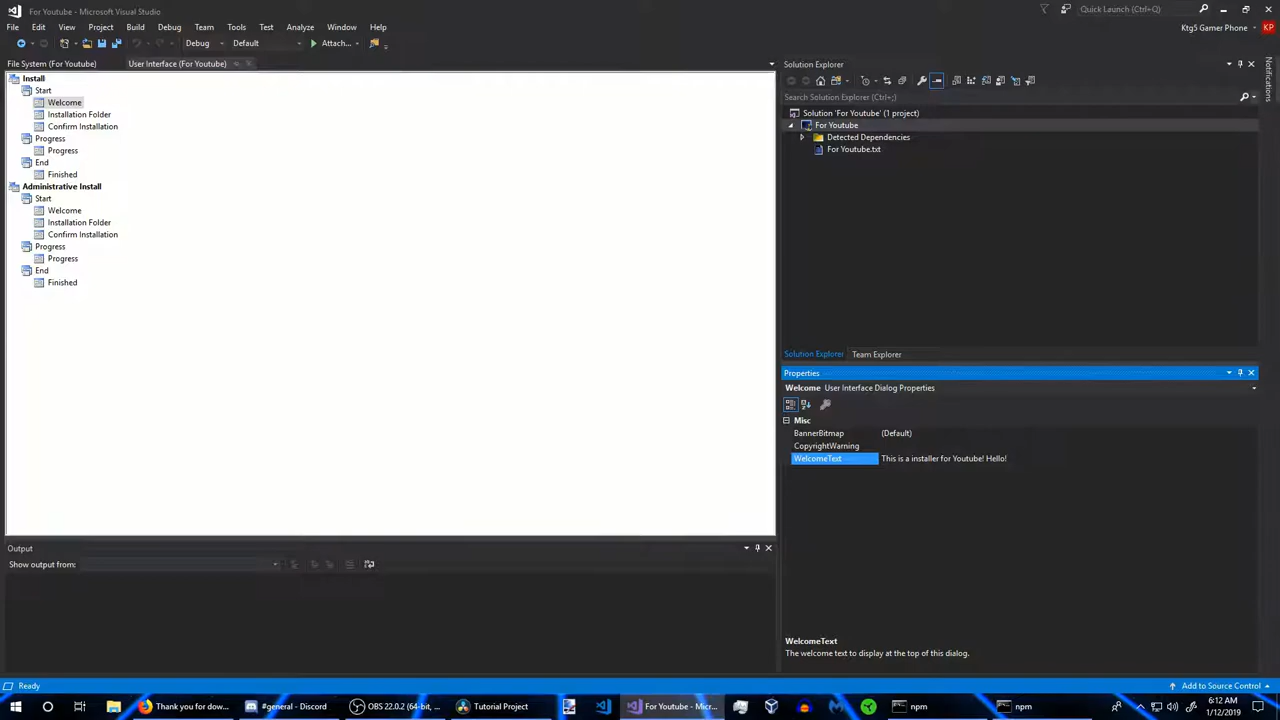 For Youtube - Microsoft Visual Studio
Quick Launch (Ctrl+Q)
File Edit View Project Build Debug Team Tools Test Analyze Window Help
Ktg5 Gamer Phone
KP
Debug Default Attach...
File System (For Youtube) User Interface (For Youtube)
Install
Start
Welcome
Installation Folder
Confirm Installation
Progress
Progress
End
Finished
Administrative Install
Start
Welcome
Installation Folder
Confirm Installation
Progress
Progress
End
Finished
Solution Explorer
Search Solution Explorer (Ctrl+;)
Solution 'For Youtube' (1 project)
For Youtube
Detected Dependencies
For Youtube.txt
Solution Explorer Team Explorer
Notifications
Properties
Welcome User Interface Dialog Properties
Misc
BannerBitmap (Default)
CopyrightWarning
WelcomeText This is a installer for Youtube! Hello!
WelcomeText
The welcome text to display at the top of this dialog.
Output
Show output from:
Ready
Add to Source Control
Thank you for dow...
#general - Discord
OBS 22.0.2 (64-bit, ...
Tutorial Project
For Youtube - Micr...
npm
npm
6:12 AM
1/12/2019